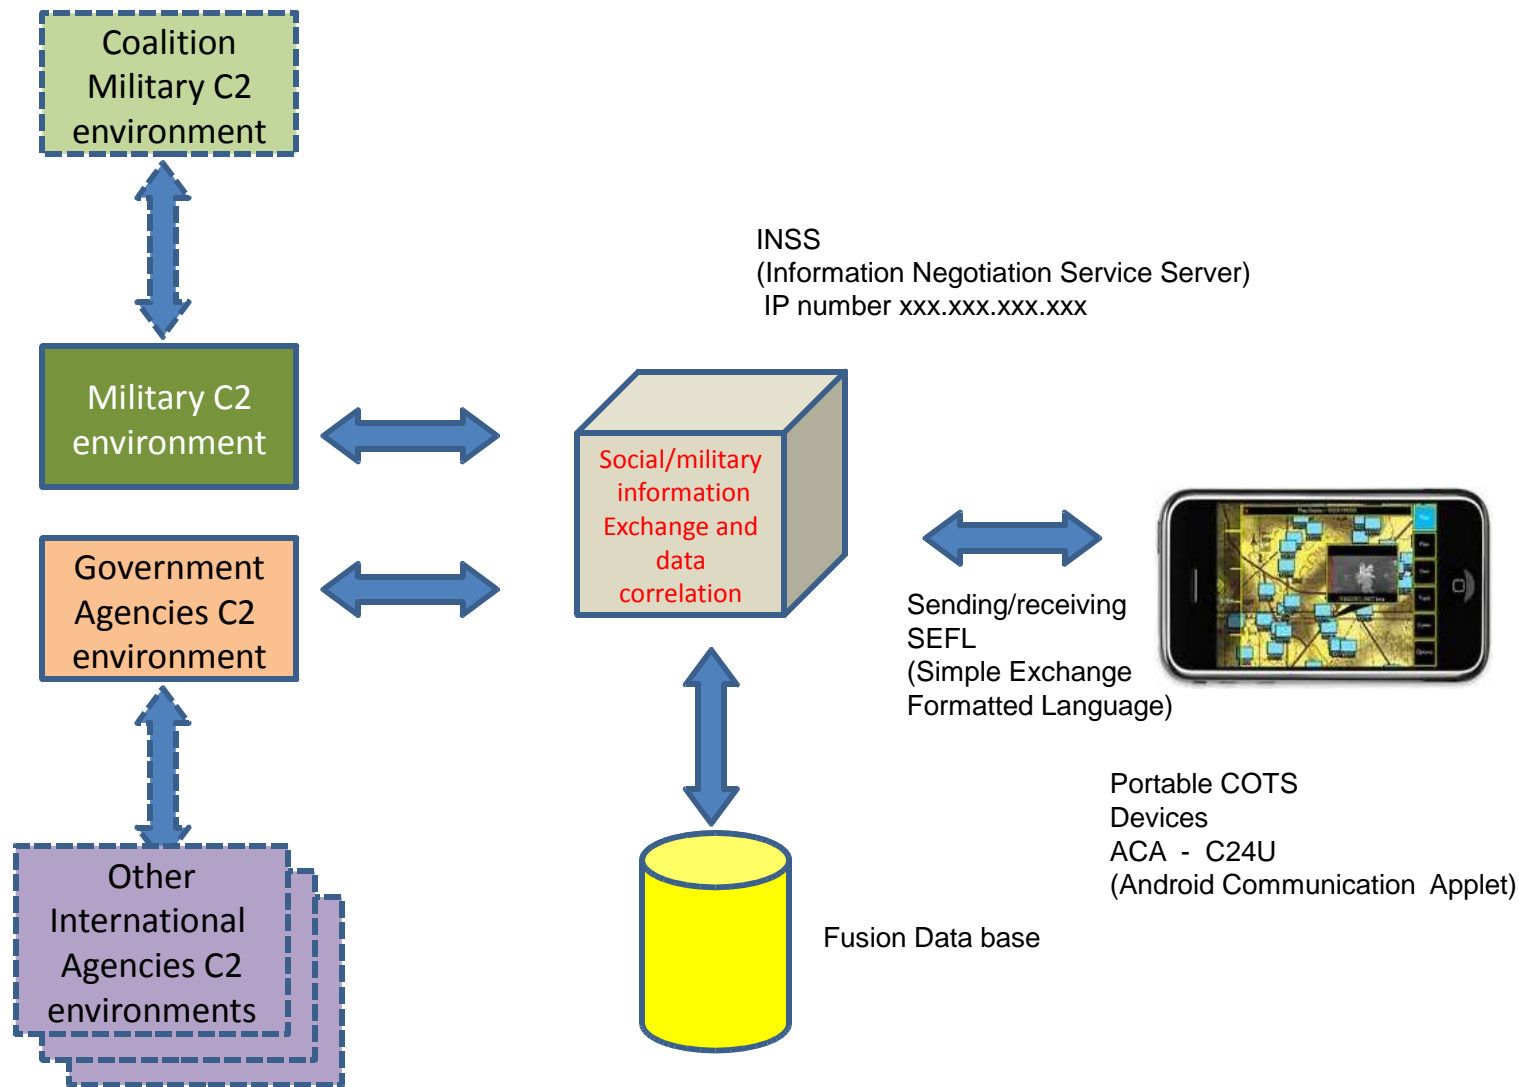 Coalition
Military C2
environment
INSS
(Information Negotiation Service Server)
IP number xxx.xxx.xxx.xxx
Military C2
environment
Social/military
information
Exchange and
data
correlation
Government
Agencies C2
environment
Sending/receiving
SEFL
(Simple Exchange
Formatted Language)
Portable COTS
Devices
ACA - C24U
(Android Communication Applet)
Other
International
Agencies C2
environments
Fusion Data base